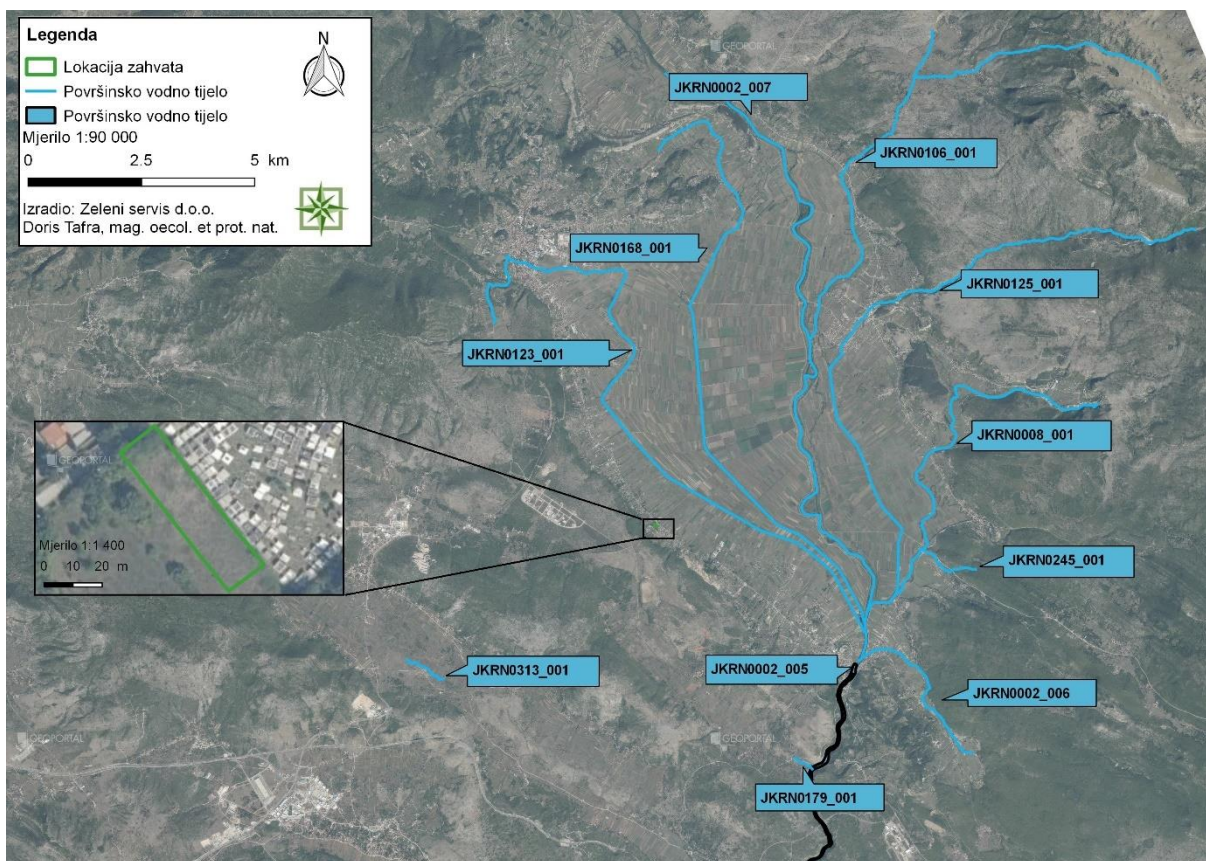 Legenda
N
Lokacija zahvata
Površinsko vodno tijelo
Površinsko vodno tijelo
Mjerilo 1:90 000
0 2.5 5 km
Izradio: Zeleni servis d.o.o.
Doris Tafra, mag. oecol. et prot. nat.
GEOPORTAL
JKRN0002_007
JKRN0106_001
JKRN0168_001
JKRN0125_001
JKRN0123_001
JKRN0008_001
GEOPORTAL
Mjerilo 1:1 400
0 10 20 m
JKRN0245_001
JKRN0313_001
JKRN0002_005
JKRN0002_006
GEOPORTAL
GEOPORTAL
JKRN0179_001